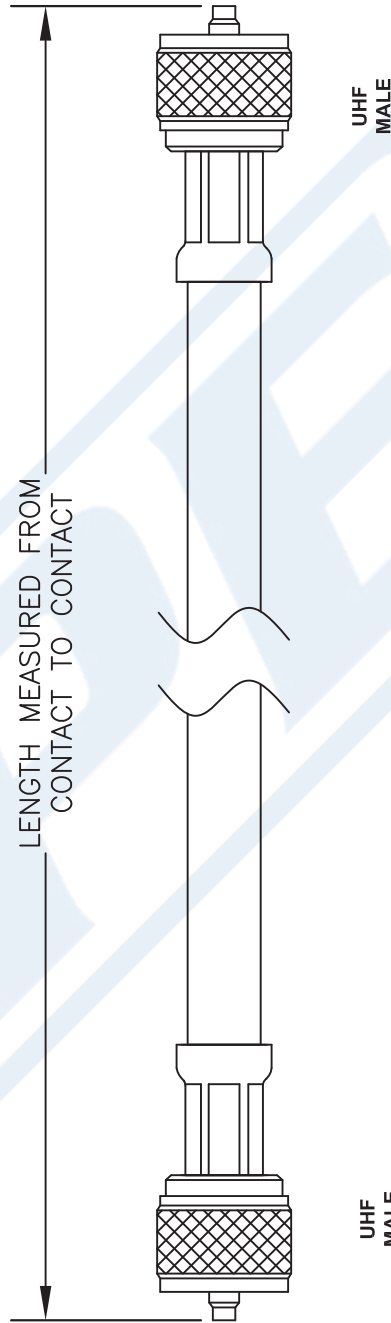 UHF
MALE
LENGTH MEASURED FROM
CONTACT TO CONTACT
UHF
MALE